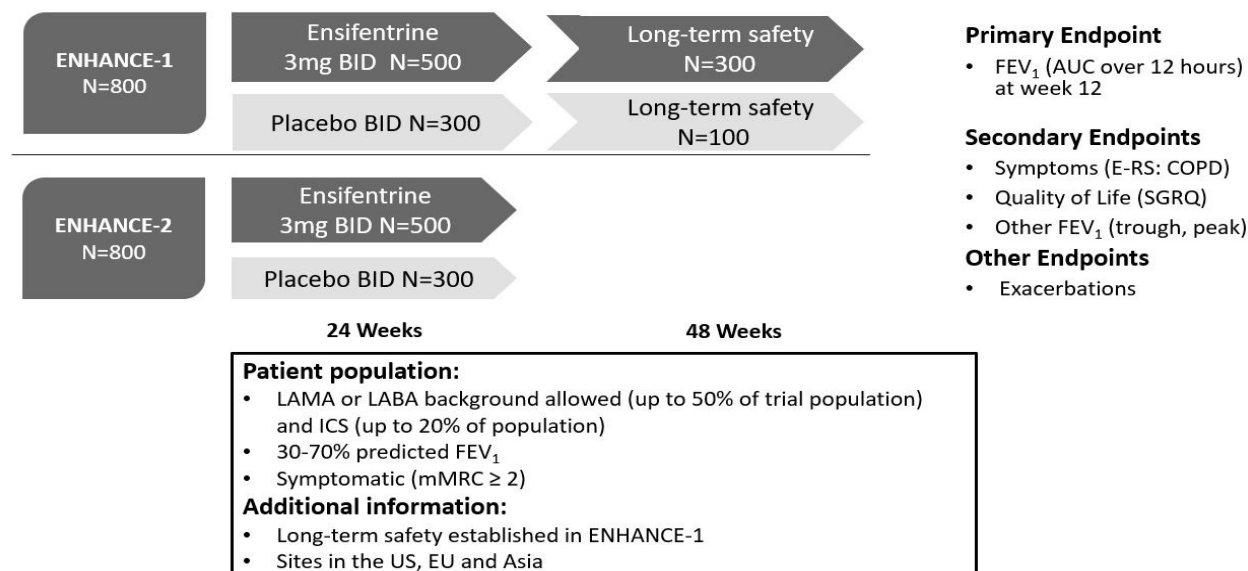 ENHANCE-1
N=800
Ensifentrine
3mg BID N=500
Long-term safety
N=300
Placebo BID N=300
Long-term safety
N=100
ENHANCE-2
N=800
Ensifentrine
3mg BID N=500
Placebo BID N=300
24 Weeks
48 Weeks
Primary Endpoint
• FEV₁ (AUC over 12 hours)
at week 12
Secondary Endpoints
• Symptoms (E-RS: COPD)
• Quality of Life (SGRQ)
• Other FEV₁ (trough, peak)
Other Endpoints
• Exacerbations
Patient population:
• LAMA or LABA background allowed (up to 50% of trial population)
and ICS (up to 20% of population)
• 30-70% predicted FEV₁
• Symptomatic (mMRC ≥ 2)
Additional information:
• Long-term safety established in ENHANCE-1
• Sites in the US, EU and Asia